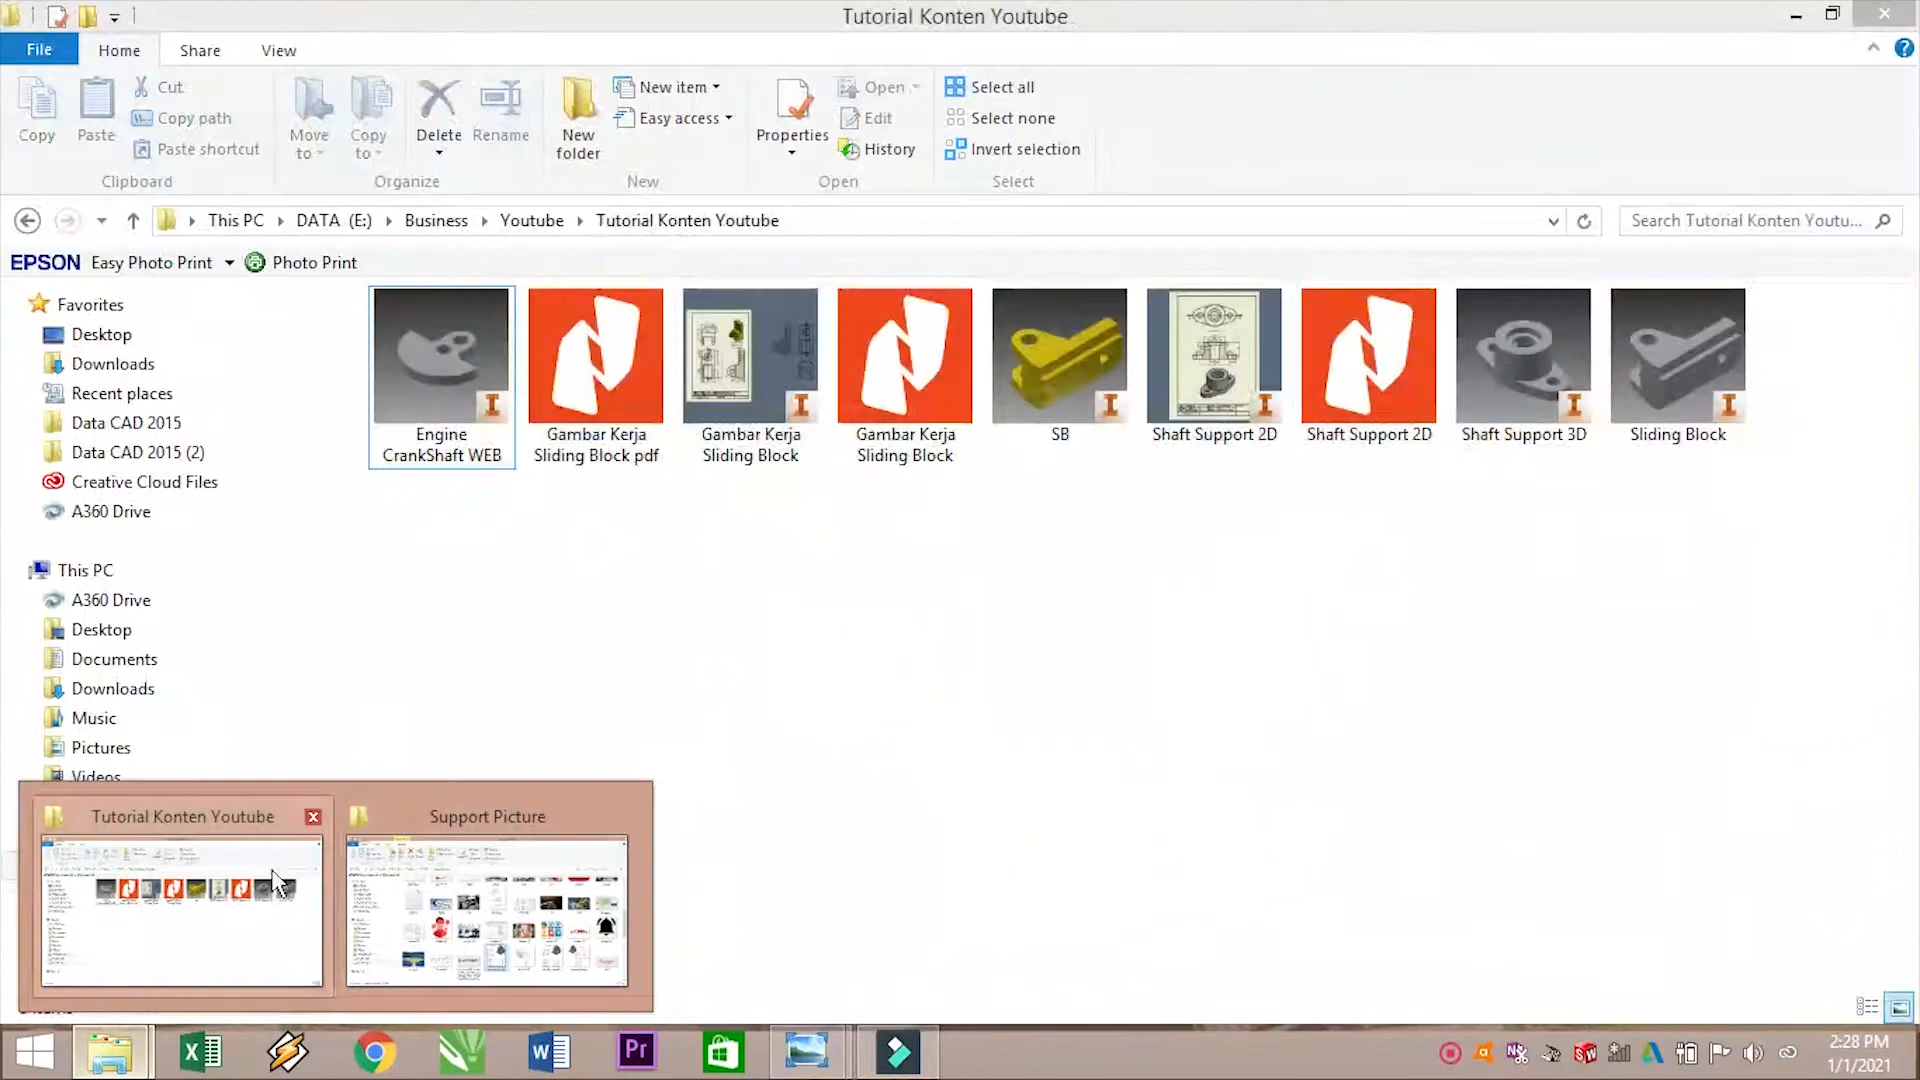 Tutorial Konten Youtube
File Home Share View
Copy
Paste
Cut
Copy path
Paste shortcut
Clipboard
Move to
Copy to
Delete
Rename
Organize
New folder
New item
Easy access
New
Properties
Open
Edit
History
Open
Select all
Select none
Invert selection
Select
This PC DATA (E:) Business Youtube Tutorial Konten Youtube
Search Tutorial Konten Youtu...
EPSON Easy Photo Print Photo Print
Favorites
Desktop
Downloads
Recent places
Data CAD 2015
Data CAD 2015 (2)
Creative Cloud Files
A360 Drive
This PC
A360 Drive
Desktop
Documents
Downloads
Music
Pictures
Videos
Engine
CrankShaft WEB
Gambar Kerja
Sliding Block pdf
Gambar Kerja
Sliding Block
Gambar Kerja
Sliding Block
SB
Shaft Support 2D
Shaft Support 2D
Shaft Support 3D
Sliding Block
Tutorial Konten Youtube
Support Picture
Pr
2:28 PM
1/1/2021